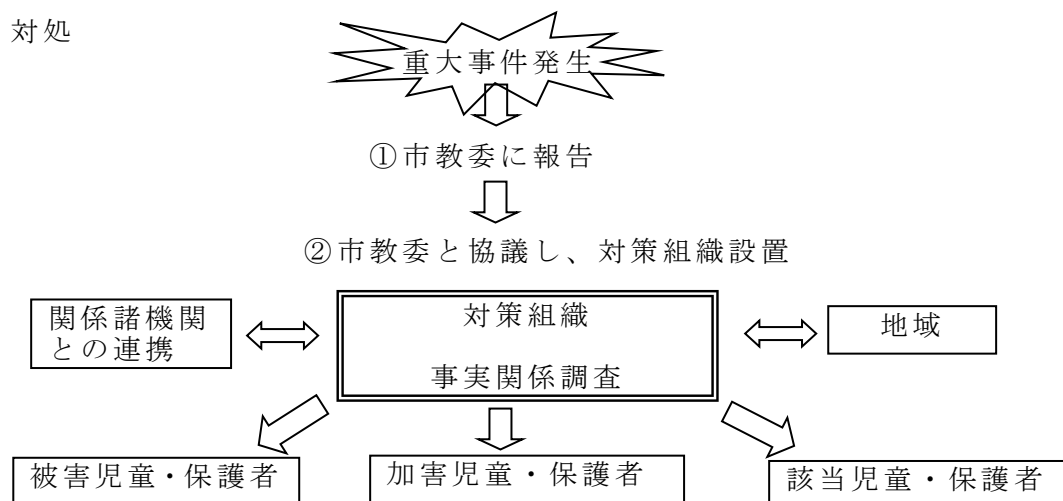 対処
重大事件発生
①市教委に報告
②市教委と協議し、対策組織設置
関係諸機関
との連携
対策組織
事実関係調査
地域
被害児童・保護者
加害児童・保護者
該当児童・保護者